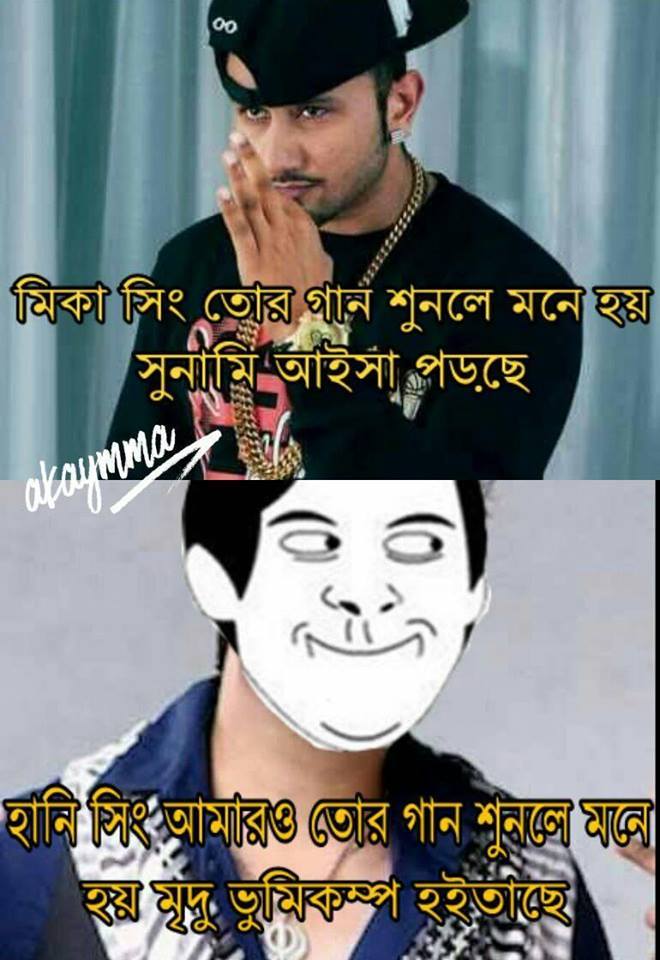 মিকা সিং তোর গান শুনলে মনে হয়
সুনামি আইসা পড়ছে
akaymma
হানি সিং আমারও তোর গান শুনলে মনে
হয় মৃদু ভুমিকম্প হইতাছে